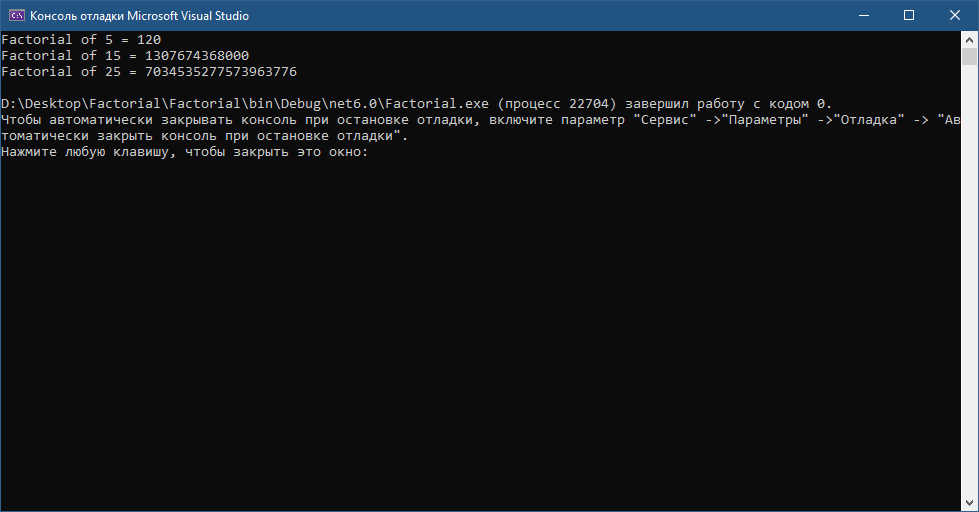 Консоль отладки Microsoft Visual Studio
Factorial of 5 = 120
Factorial of 15 = 1307674368000
Factorial of 25 = 7034535277573963776
D:\Desktop\Factorial\Factorial\bin\Debug\net6.0\Factorial.exe (процесс 22704) завершил работу с кодом 0.
Чтобы автоматически закрывать консоль при остановке отладки, включите параметр "Сервис" ->"Параметры" ->"Отладка" -> "Ав
томатически закрыть консоль при остановке отладки".
Нажмите любую клавишу, чтобы закрыть это окно: